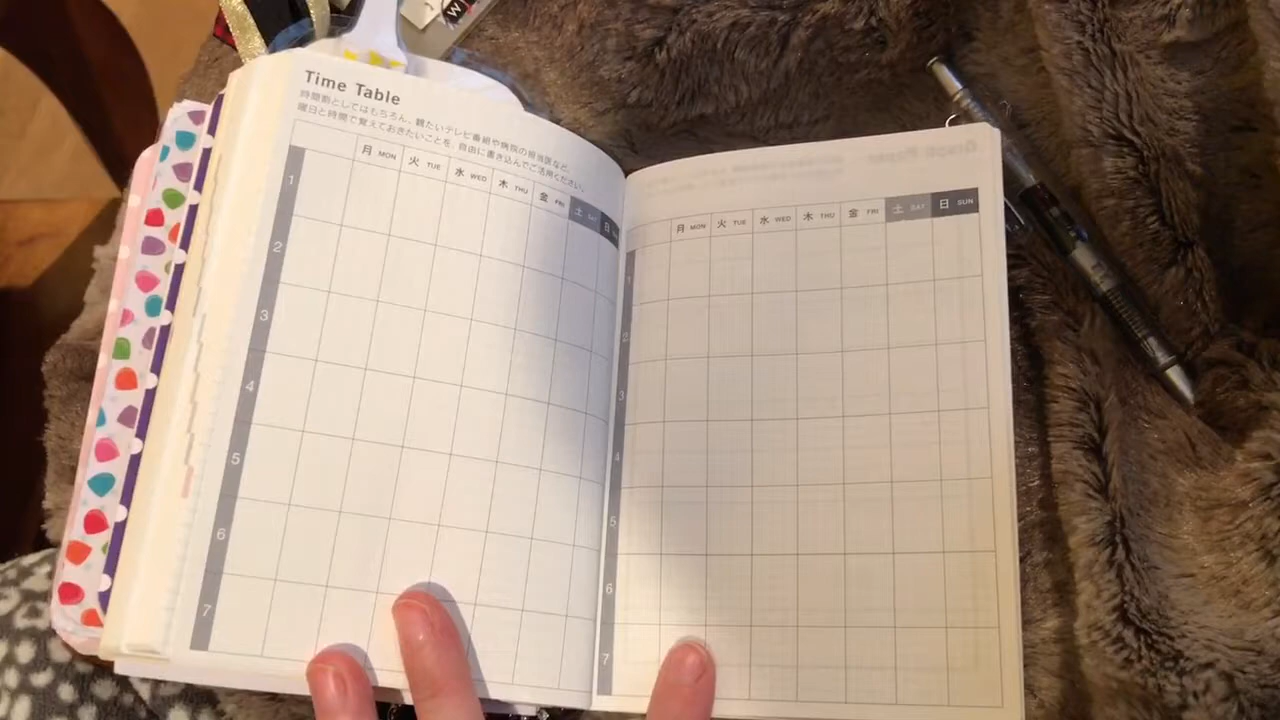 Time Table
時間割としてはもちろん、観たいテレビ番組や病院の担当医など、
曜日と時間で覚えておきたいことを、自由に書き込んでご活用ください。
月 MON 火 TUE 水 WED 木 THU 金 FRI 土 SAT 日
1
2
3
4
5
6
7
月 MON 火 TUE 水 WED 木 THU 金 FRI 土 SAT 日 SUN
1
2
3
4
5
6
7
W